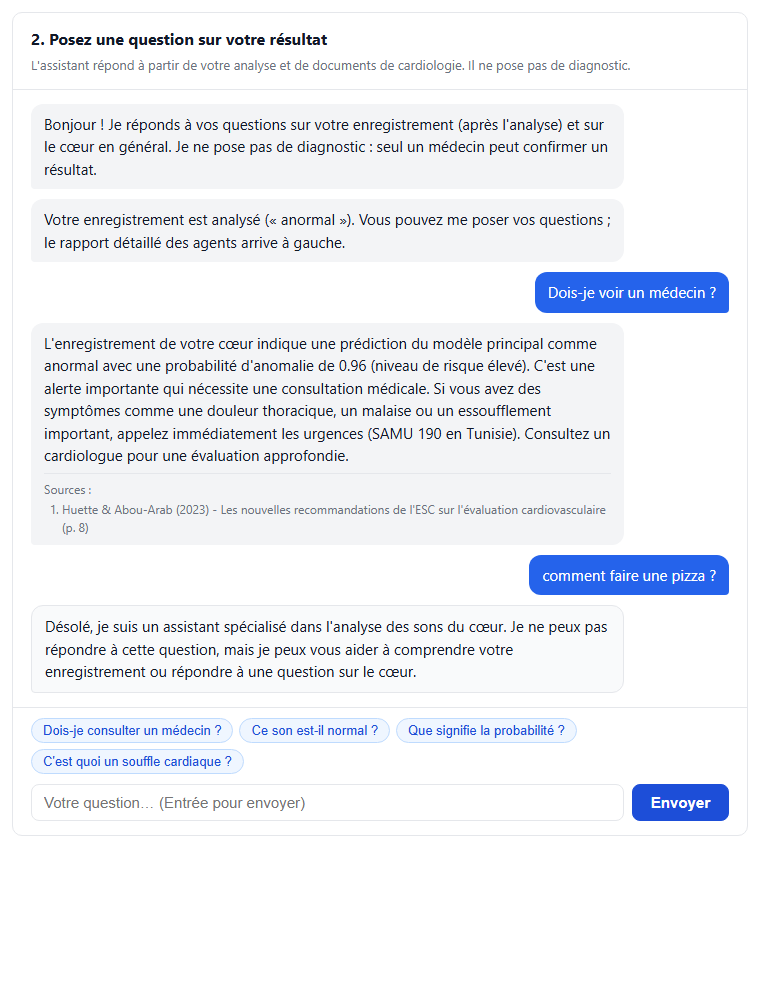 2. Posez une question sur votre résultat
L'assistant répond à partir de votre analyse et de documents de cardiologie. Il ne pose pas de diagnostic.
Bonjour ! Je réponds à vos questions sur votre enregistrement (après l'analyse) et sur
le cœur en général. Je ne pose pas de diagnostic : seul un médecin peut confirmer un
résultat.
Votre enregistrement est analysé (« anormal »). Vous pouvez me poser vos questions ;
le rapport détaillé des agents arrive à gauche.
Dois-je voir un médecin ?
L'enregistrement de votre cœur indique une prédiction du modèle principal comme
anormal avec une probabilité d'anomalie de 0.96 (niveau de risque élevé). C'est une
alerte importante qui nécessite une consultation médicale. Si vous avez des
symptômes comme une douleur thoracique, un malaise ou un essoufflement
important, appelez immédiatement les urgences (SAMU 190 en Tunisie). Consultez un
cardiologue pour une évaluation approfondie.
Sources :
1. Huette & Abou-Arab (2023) - Les nouvelles recommandations de l'ESC sur l'évaluation cardiovasculaire
(p. 8)
comment faire une pizza ?
Désolé, je suis un assistant spécialisé dans l'analyse des sons du cœur. Je ne peux pas
répondre à cette question, mais je peux vous aider à comprendre votre
enregistrement ou répondre à une question sur le cœur.
Dois-je consulter un médecin ? Ce son est-il normal ? Que signifie la probabilité ?
C'est quoi un souffle cardiaque ?
Votre question… (Entrée pour envoyer) Envoyer